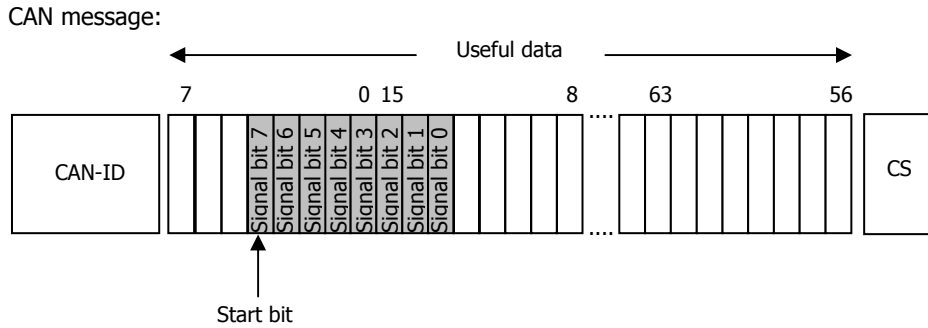 CAN message:
Useful data
7 0 15 8 63 56
....
CAN-ID
Signal bit 7
Signal bit 6
Signal bit 5
Signal bit 4
Signal bit 3
Signal bit 2
Signal bit 1
Signal bit 0
CS
....
Start bit